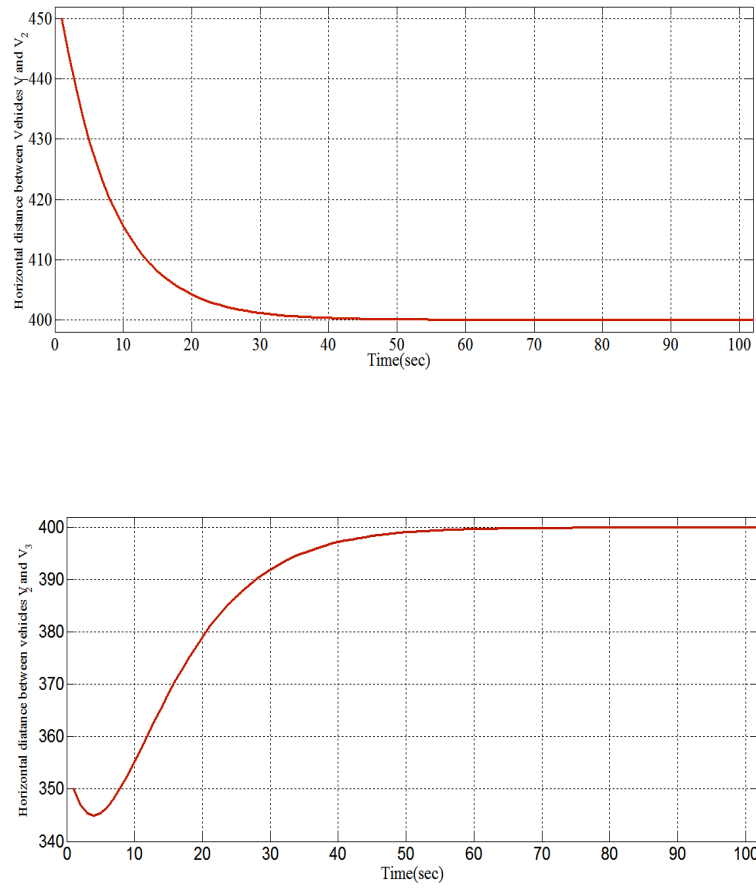 Horizontal distance between Vehicles V and V2
450
440
430
420
410
400
0 10 20 30 40 50 60 70 80 90 100
Time(sec)
Horizontal diatance between vehicles V2 and V3
400
390
380
370
360
350
340
0 10 20 30 40 50 60 70 80 90 100
Time(sec)